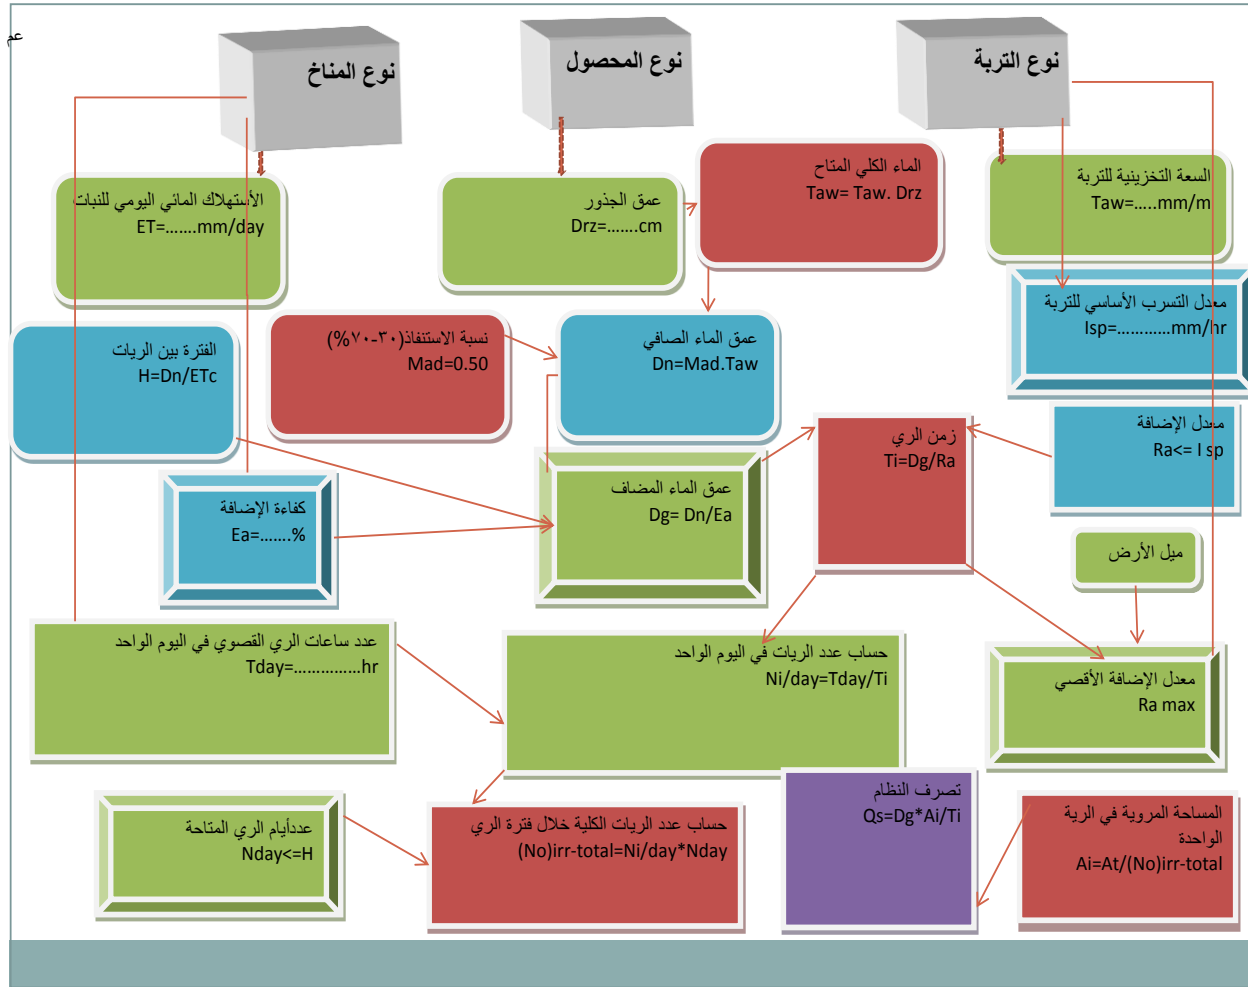 عم
نوع التربة
نوع المحصول
نوع المناخ
السعة التخزينية للتربة
Taw=…..mm/m
الماء الكلي المتاح
Taw= Taw. Drz
عمق الجذور
Drz=…….cm
الأستهلاك المائي اليومي للنبات
ET=…….mm/day
معدل التسرب الأساسي للتربة
Isp=…………mm/hr
عمق الماء الصافي
Dn=Mad.Taw
نسبة الاستنفاذ(٣٠-٧٠%)
Mad=0.50
الفترة بين الريات
H=Dn/ETc
معدل الإضافة
Ra<= I sp
زمن الري
Ti=Dg/Ra
عمق الماء المضاف
Dg= Dn/Ea
كفاءة الإضافة
Ea=…….%
ميل الأرض
معدل الإضافة الأقصي
Ra max
حساب عدد الريات في اليوم الواحد
Ni/day=Tday/Ti
عدد ساعات الري القصوي في اليوم الواحد
Tday=……………hr
المساحة المروية في الرية
الواحدة
Ai=At/(No)irr-total
تصرف النظام
Qs=Dg*Ai/Ti
حساب عدد الريات الكلية خلال فترة الري
(No)irr-total=Ni/day*Nday
عددأيام الري المتاحة
Nday<=H